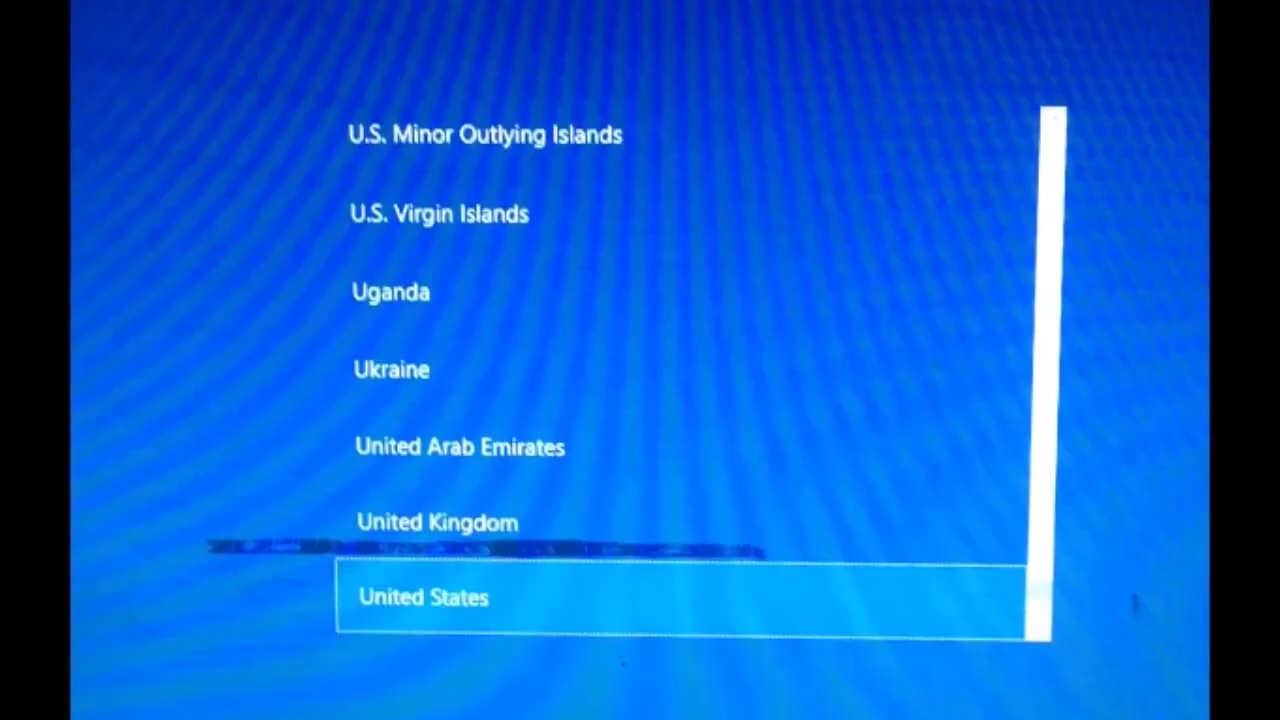 U.S. Minor Outlying Islands
U.S. Virgin Islands
Uganda
Ukraine
United Arab Emirates
United Kingdom
United States